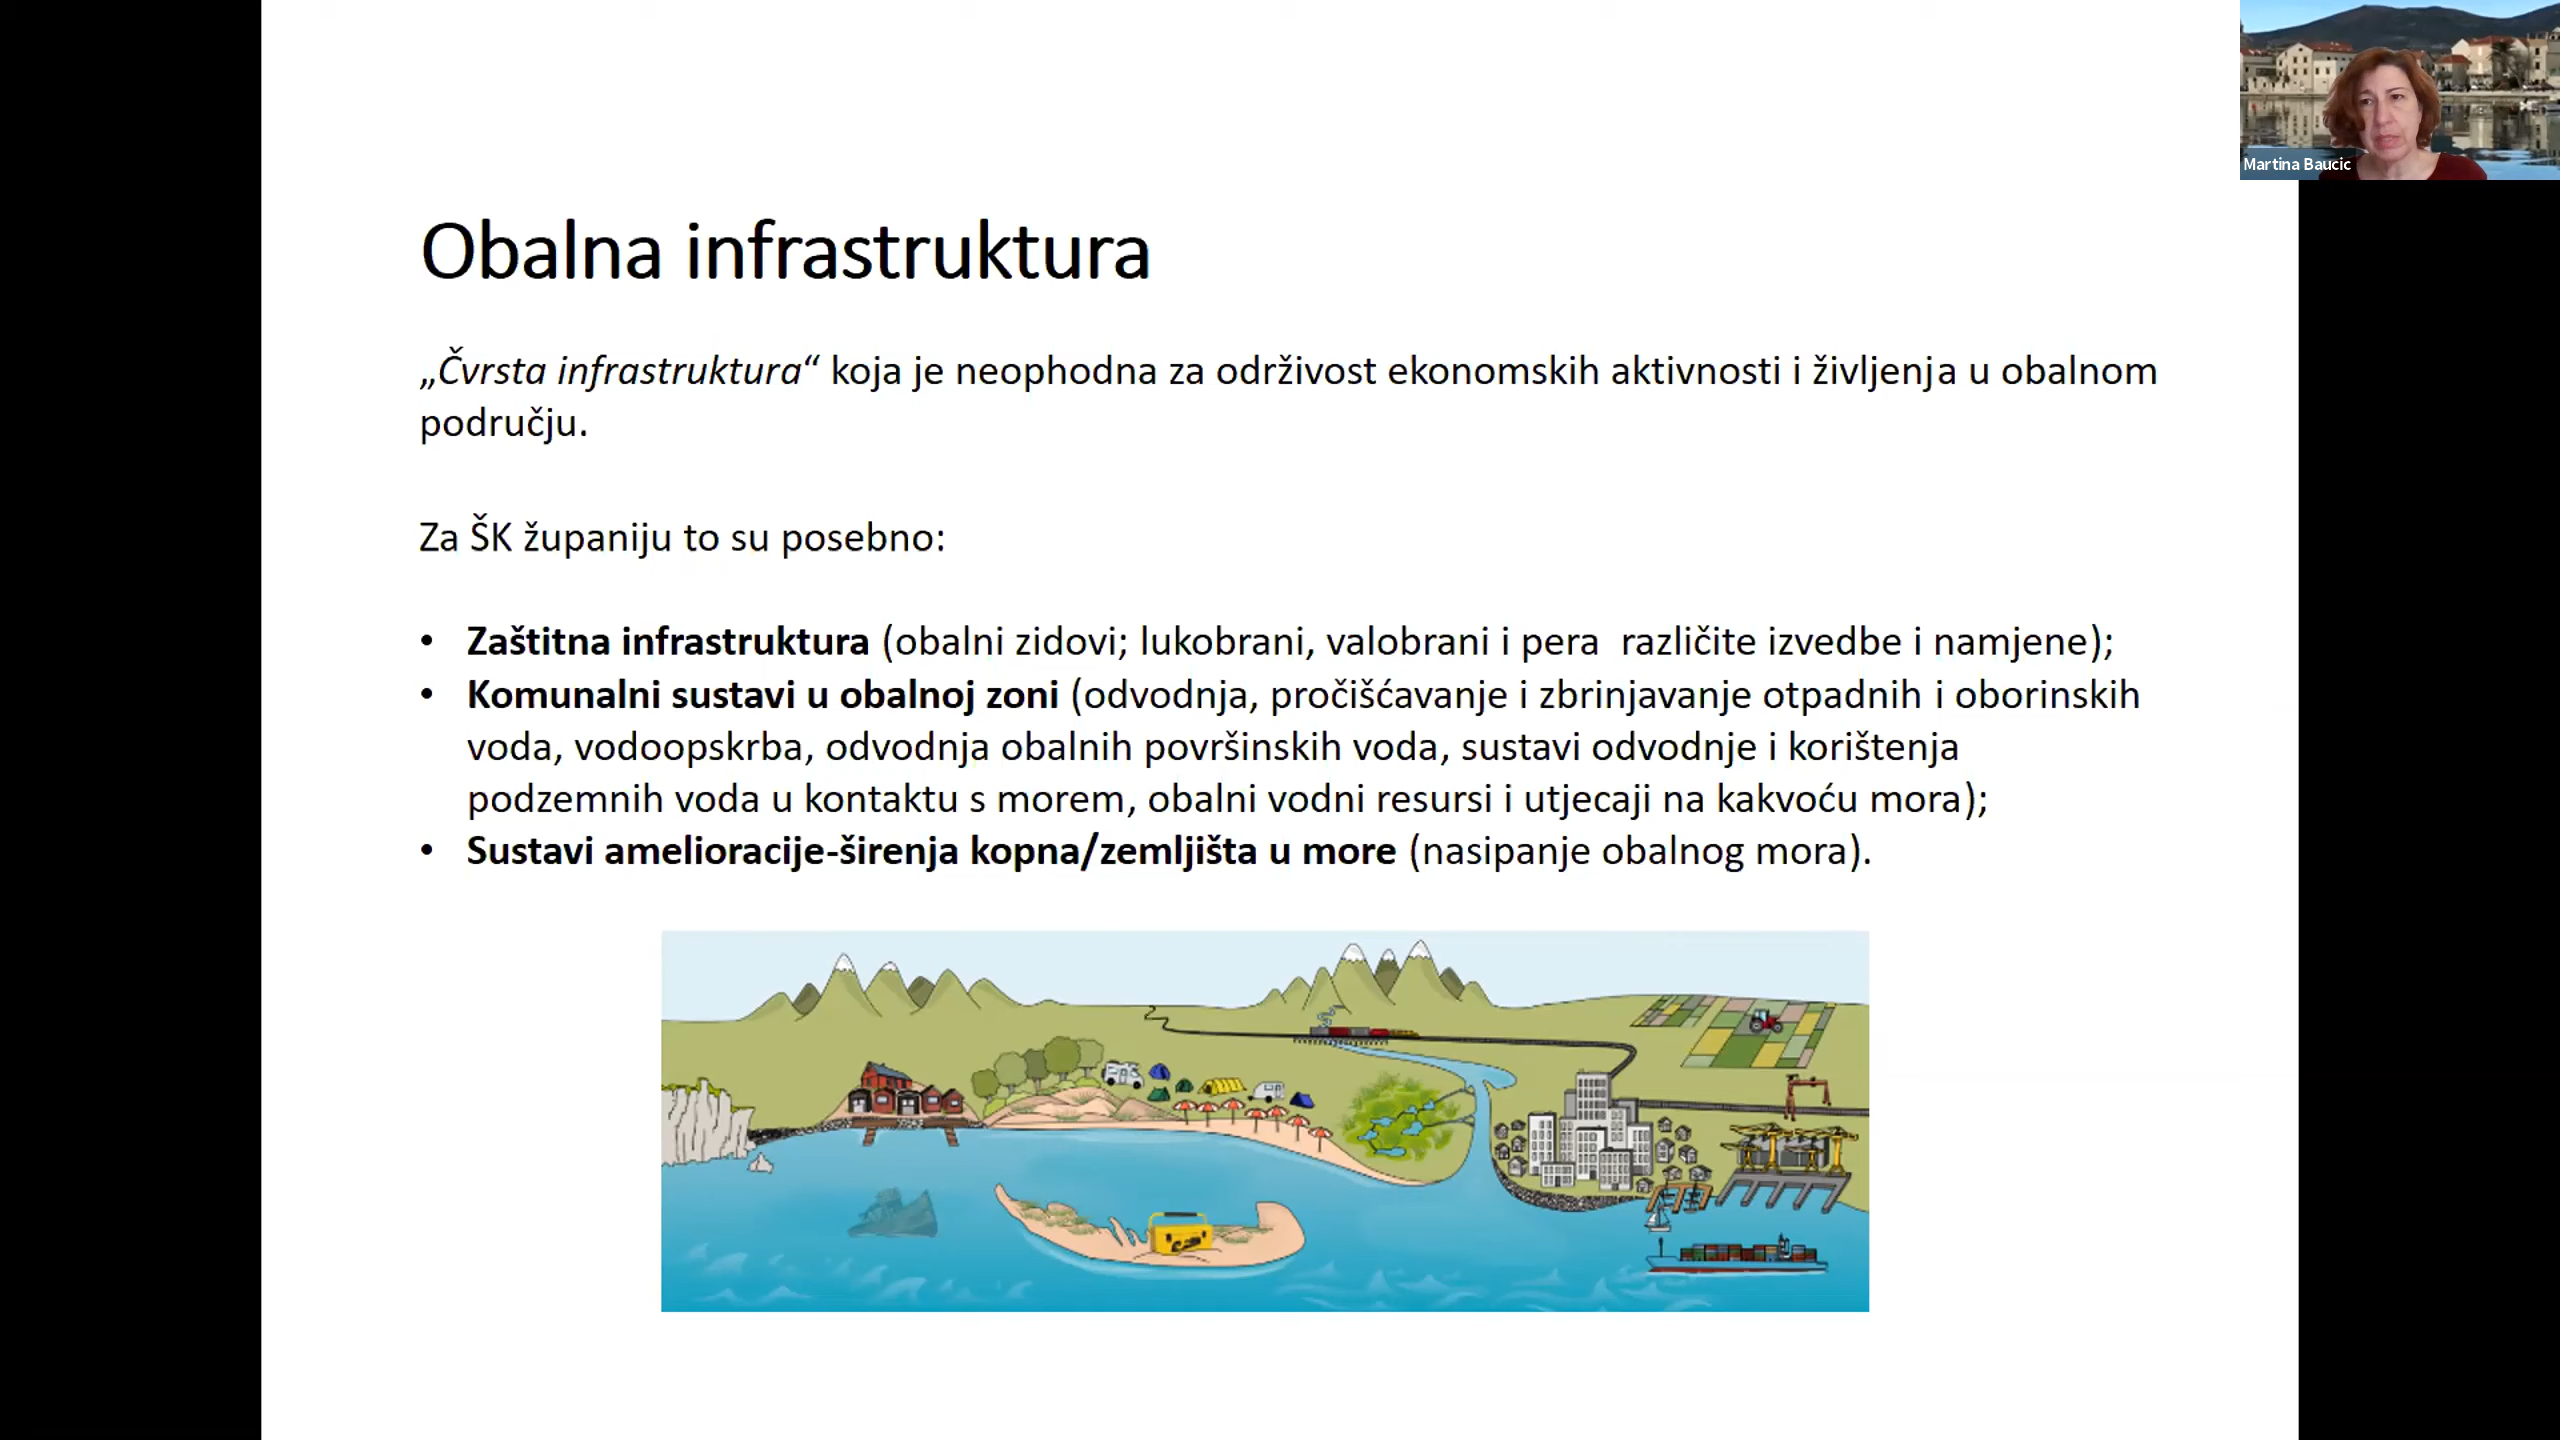 Martina Baucic
Obalna infrastruktura
„Čvrsta infrastruktura“ koja je neophodna za održivost ekonomskih aktivnosti i življenja u obalnom
području.
Za ŠK županiju to su posebno:
• Zaštitna infrastruktura (obalni zidovi; lukobrani, valobrani i pera  različite izvedbe i namjene);
• Komunalni sustavi u obalnoj zoni (odvodnja, pročišćavanje i zbrinjavanje otpadnih i oborinskih
voda, vodoopskrba, odvodnja obalnih površinskih voda, sustavi odvodnje i korištenja
podzemnih voda u kontaktu s morem, obalni vodni resursi i utjecaji na kakvoću mora);
• Sustavi amelioracije-širenja kopna/zemljišta u more (nasipanje obalnog mora).